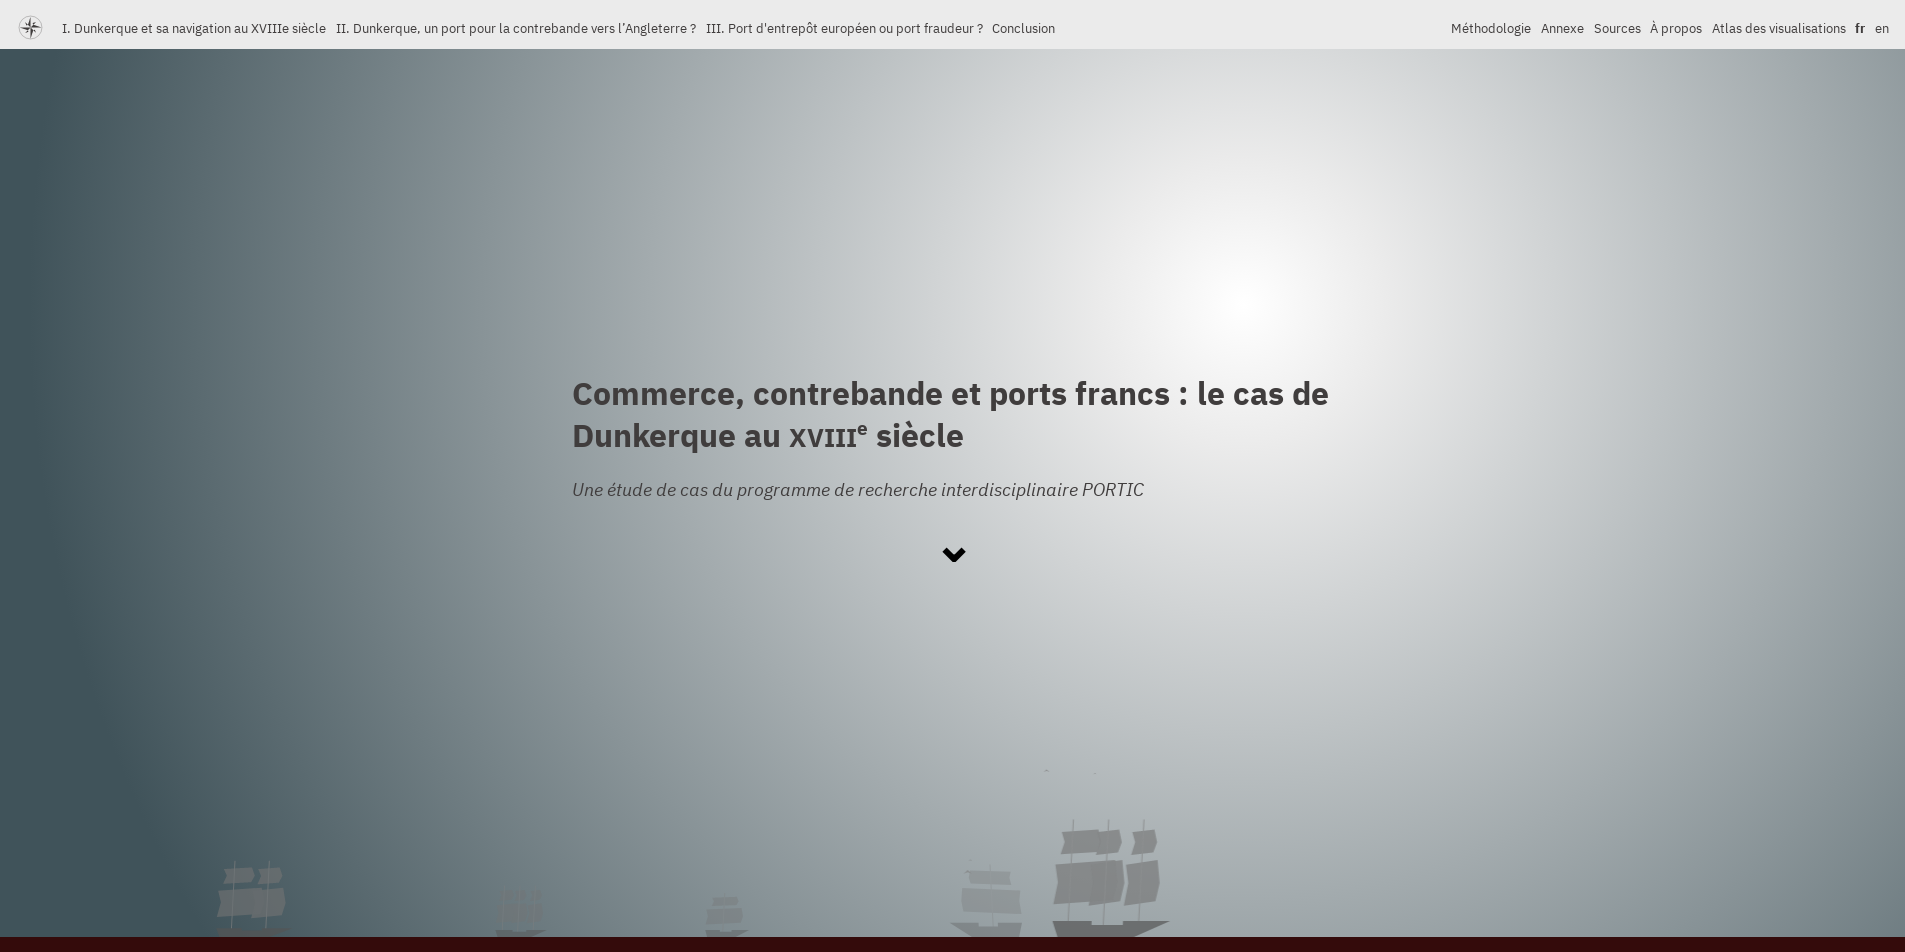 I. Dunkerque et sa navigation au XVIIIe siècle II. Dunkerque, un port pour la contrebande vers l’Angleterre ? III. Port d'entrepôt européen ou port fraudeur ? Conclusion Méthodologie Annexe Sources À propos Atlas des visualisations fr en
Commerce, contrebande et ports francs : le cas de
Dunkerque au XVIIIe siècle
Une étude de cas du programme de recherche interdisciplinaire PORTIC